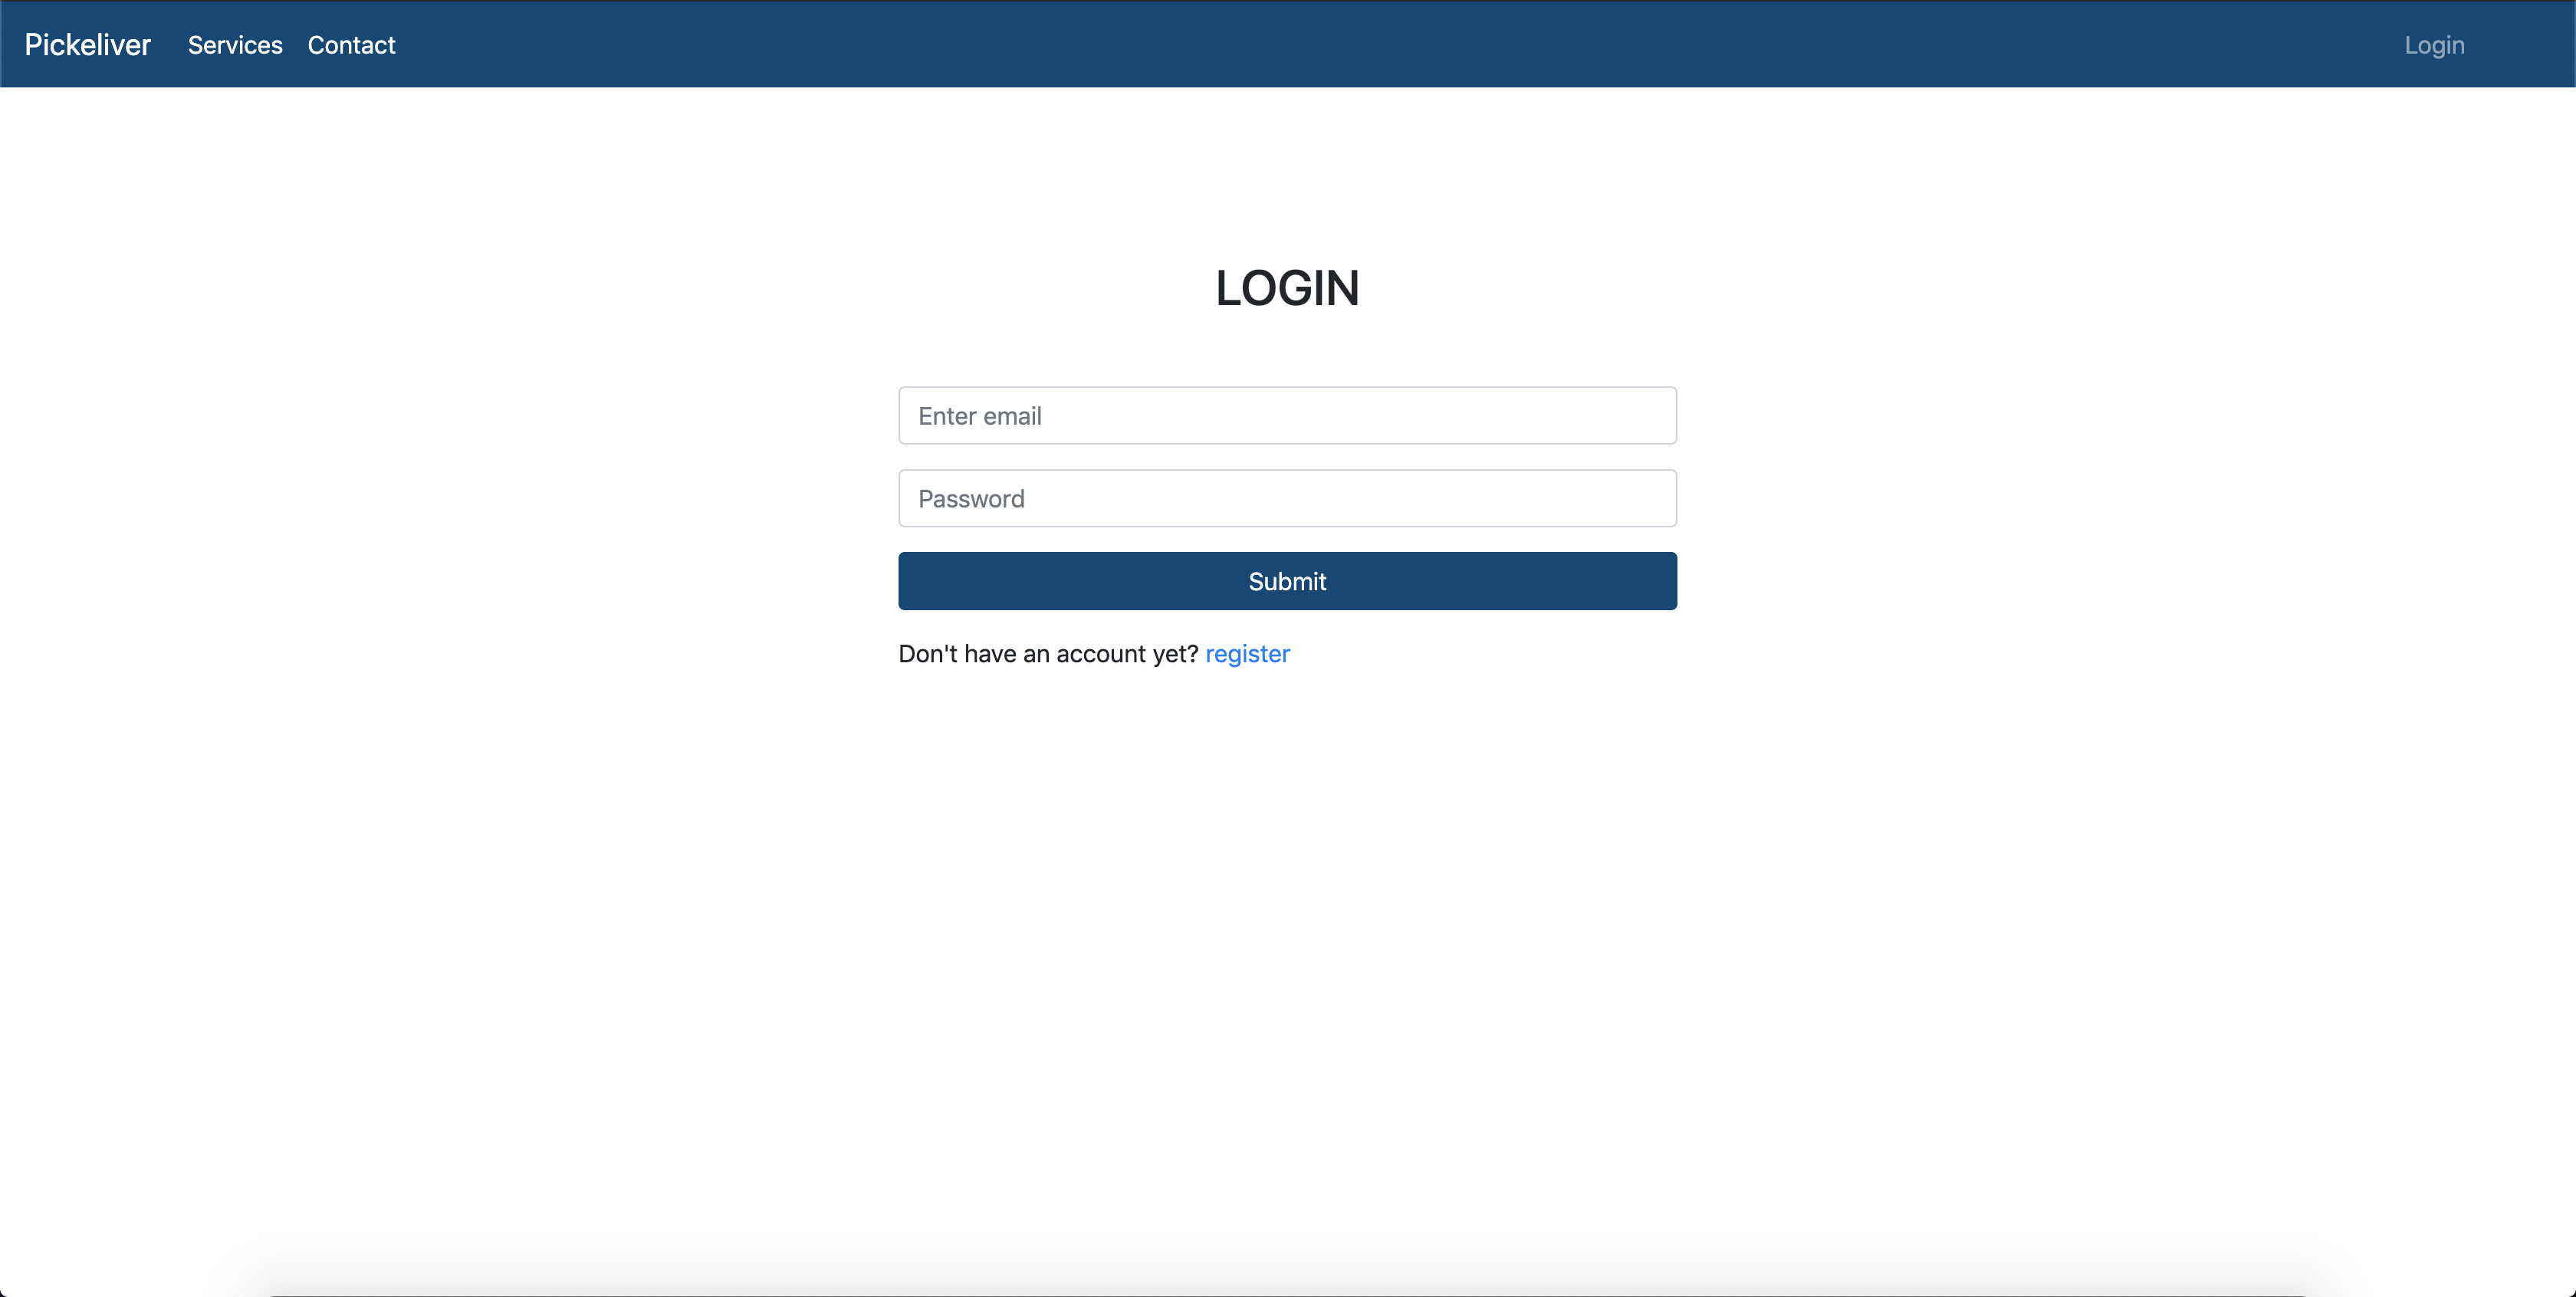 Pickeliver Services Contact Login
LOGIN
Enter email
Password
Submit
Don't have an account yet? register